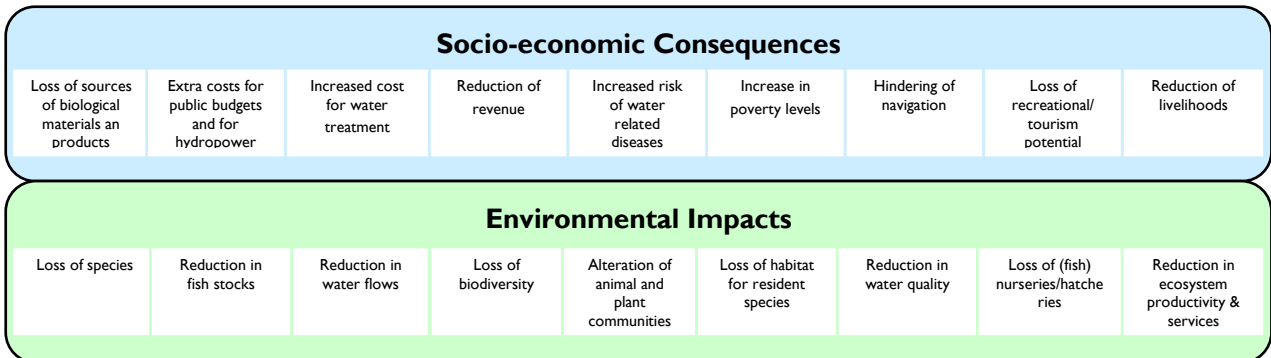 Socio-economic Consequences
Loss of sources
of biological
materials an
products
Extra costs for
public budgets
and for
hydropower
Increased cost
for water
treatment
Reduction of
revenue
Increased risk
of water
related
diseases
Increase in
poverty levels
Hindering of
navigation
Loss of
recreational/
tourism
potential
Reduction of
livelihoods
Environmental Impacts
Loss of species
Reduction in
fish stocks
Reduction in
water flows
Loss of
biodiversity
Alteration of
animal and
plant
communities
Loss of habitat
for resident
species
Reduction in
water quality
Loss of (fish)
nurseries/hatche
ries
Reduction in
ecosystem
productivity &
services